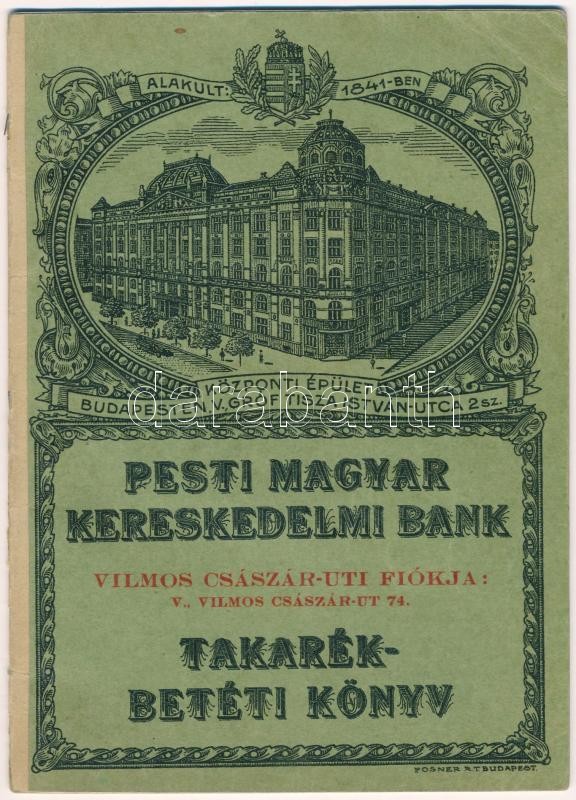 ALAKULT: 1841-BEN
KÖZPONTI ÉPÜLET
BUDAPESTEN, V. GRÓF TISZA ISTVÁN UTCA 2 SZ.
darabanth
PESTI MAGYAR
KERESKEDELMI BANK
VILMOS CSÁSZÁR-UTI FIÓKJA:
V., VILMOS CSÁSZÁR-UT 74.
TAKARÉK-
BETÉTI KÖNYV
POSNER R.T. BUDAPEST.